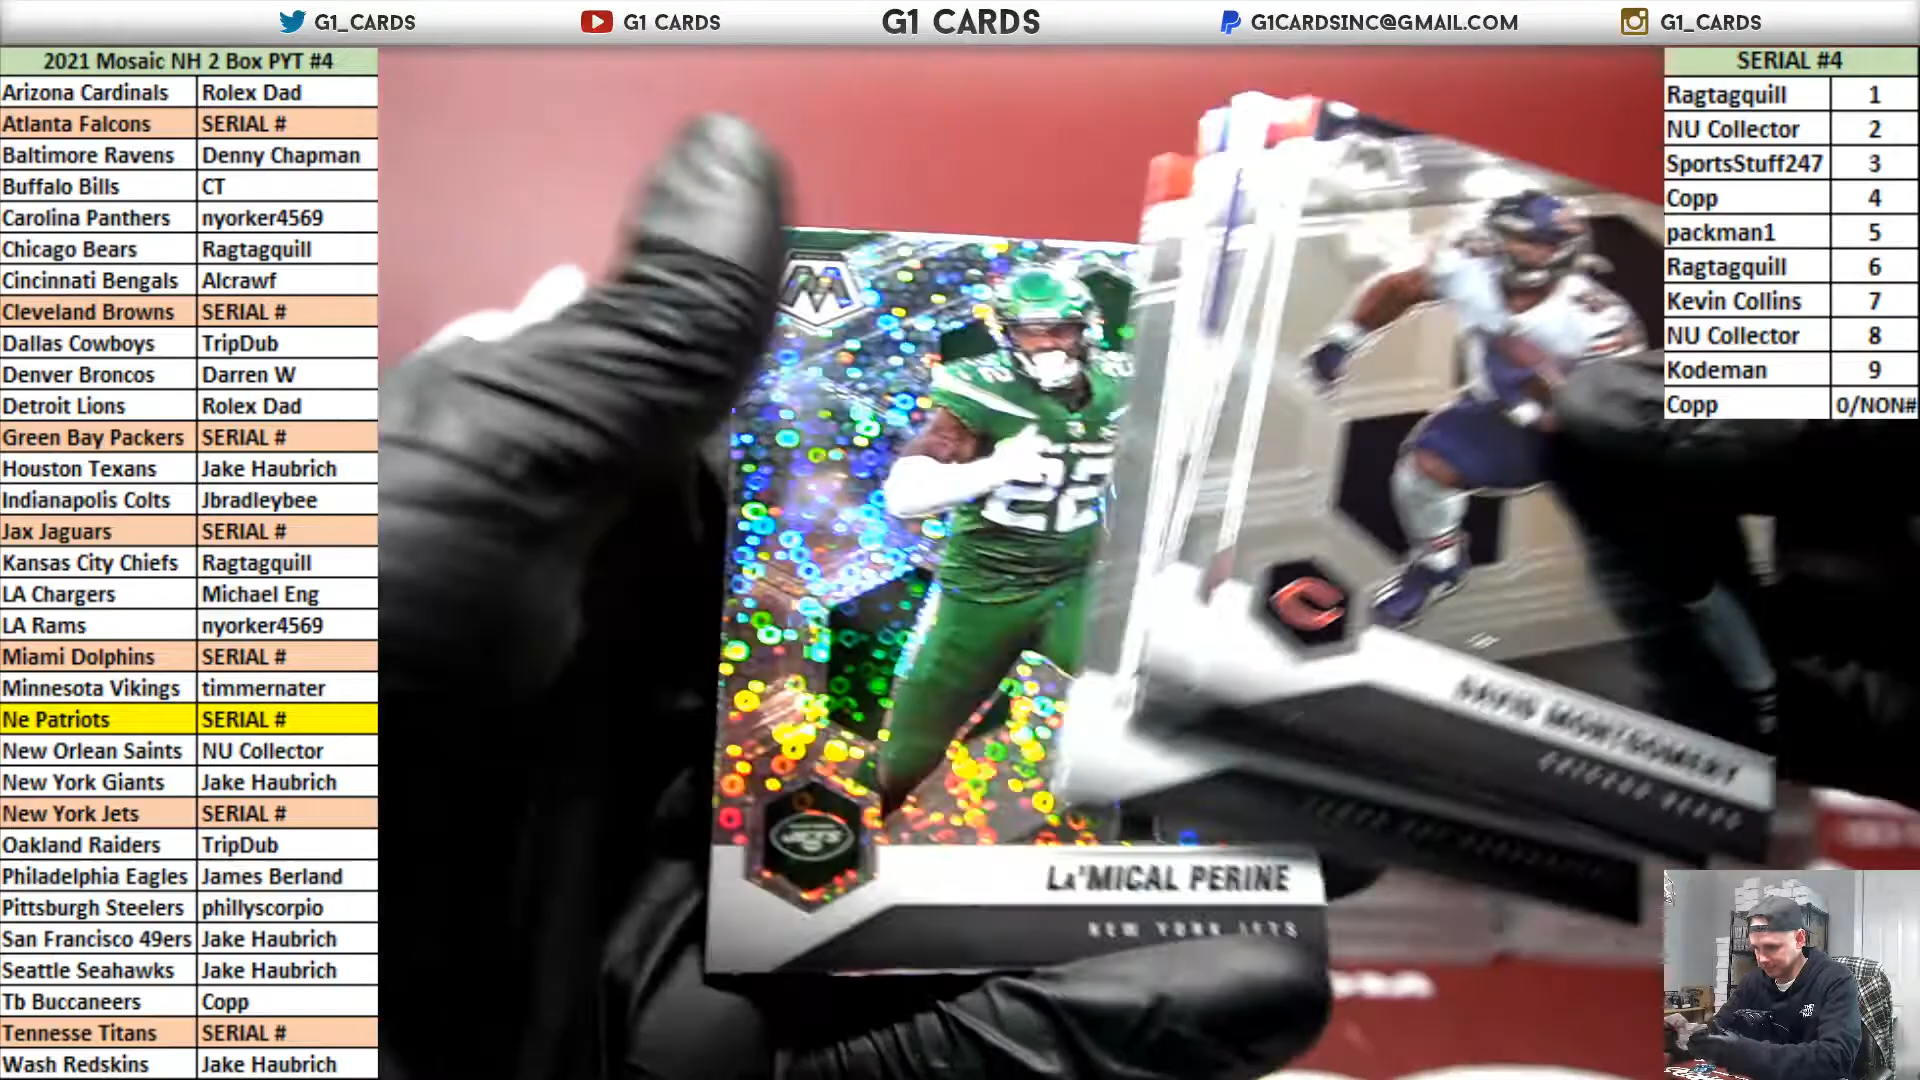 G1_CARDS G1 CARDS G1 CARDS G1CARDSINC@GMAIL.COM G1_CARDS
2021 Mosaic NH 2 Box PYT #4
Arizona Cardinals Rolex Dad
Atlanta Falcons SERIAL #
Baltimore Ravens Denny Chapman
Buffalo Bills CT
Carolina Panthers nyorker4569
Chicago Bears Ragtagquill
Cincinnati Bengals Alcrawf
Cleveland Browns SERIAL #
Dallas Cowboys TripDub
Denver Broncos Darren W
Detroit Lions Rolex Dad
Green Bay Packers SERIAL #
Houston Texans Jake Haubrich
Indianapolis Colts Jbradleybee
Jax Jaguars SERIAL #
Kansas City Chiefs Ragtagquill
LA Chargers Michael Eng
LA Rams nyorker4569
Miami Dolphins SERIAL #
Minnesota Vikings timmernater
Ne Patriots SERIAL #
New Orlean Saints NU Collector
New York Giants Jake Haubrich
New York Jets SERIAL #
Oakland Raiders TripDub
Philadelphia Eagles James Berland
Pittsburgh Steelers phillyscorpio
San Francisco 49ers Jake Haubrich
Seattle Seahawks Jake Haubrich
Tb Buccaneers Copp
Tennesse Titans SERIAL #
Wash Redskins Jake Haubrich
SERIAL #4
Ragtagquill 1
NU Collector 2
SportsStuff247 3
Copp 4
packman1 5
Ragtagquill 6
Kevin Collins 7
NU Collector 8
Kodeman 9
Copp 0/NON#
22
JETS
LA'MICAL PERINE
NEW YORK JETS
DAVID MONTGOMERY
CHICAGO BEARS